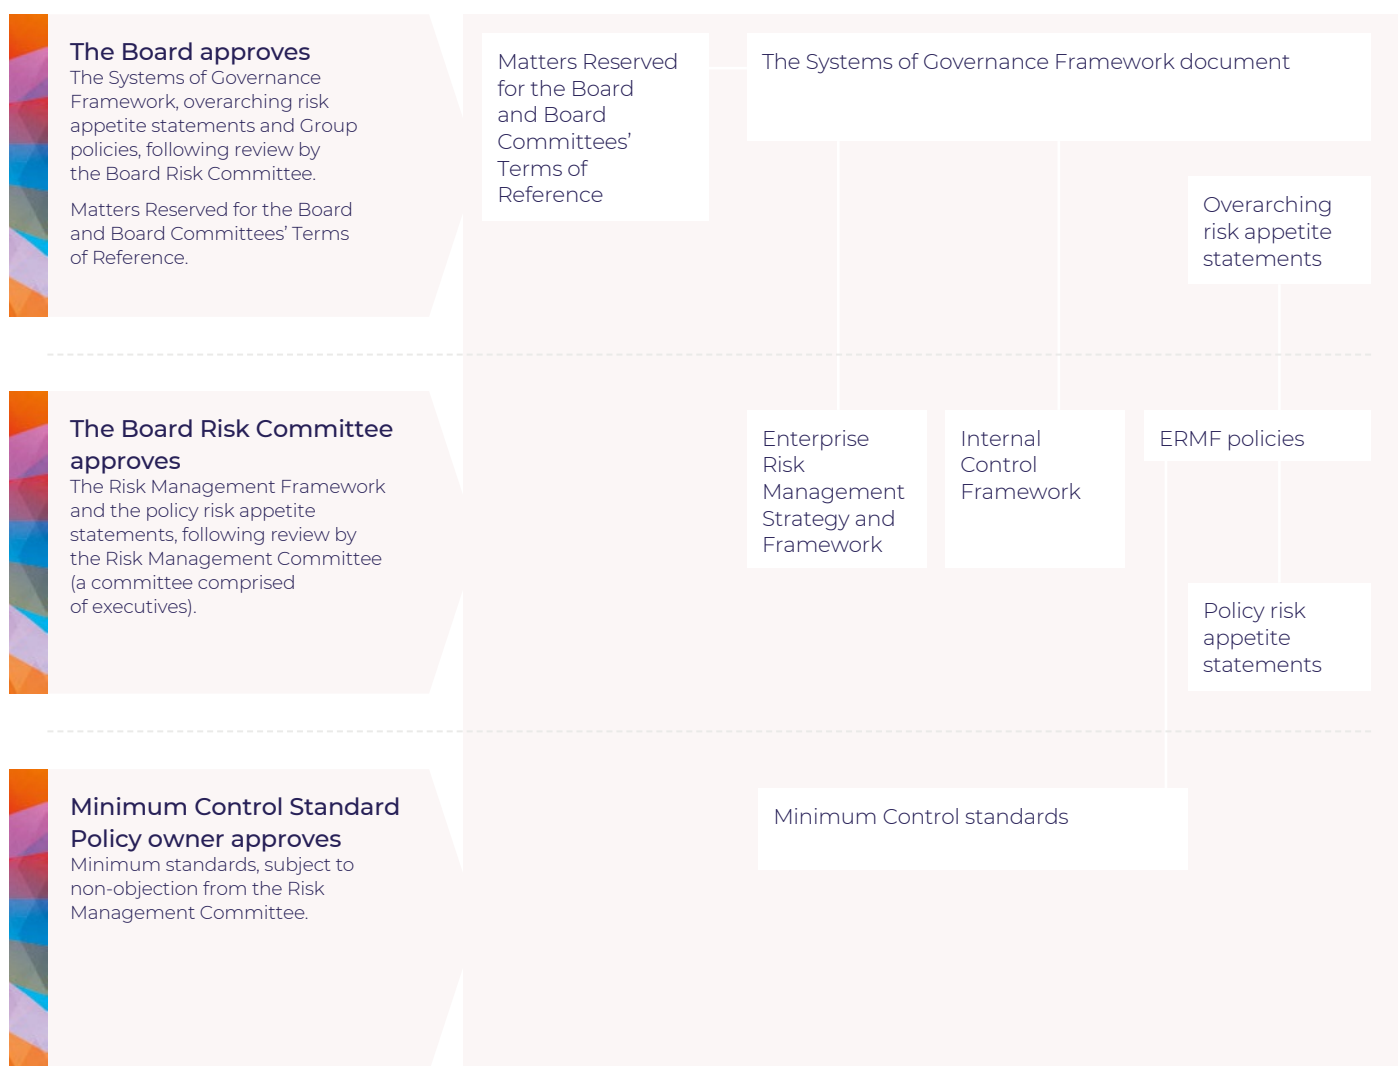 The Board approves
The Systems of Governance
Framework, overarching risk
appetite statements and Group
policies, following review by
the Board Risk Committee.
Matters Reserved for the Board
and Board Committees’ Terms
of Reference.
Matters Reserved
for the Board
and Board
Committees’
Terms of
Reference
The Systems of Governance Framework document
Overarching
risk appetite
statements
The Board Risk Committee
approves
The Risk Management Framework
and the policy risk appetite
statements, following review by
the Risk Management Committee
(a committee comprised
of executives).
Enterprise
Risk
Management
Strategy and
Framework
Internal
Control
Framework
ERMF policies
Policy risk
appetite
statements
Minimum Control Standard
Policy owner approves
Minimum standards, subject to
non-objection from the Risk
Management Committee.
Minimum Control standards